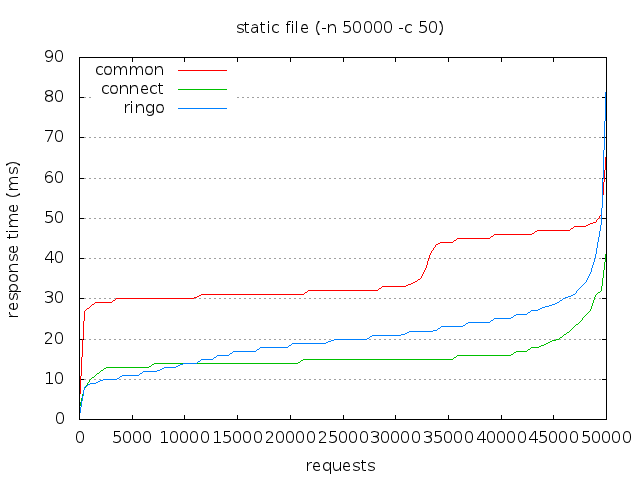 static file (-n 50000 -c 50)
90
80
70
60
50
40
30
20
10
0
common
connect
ringo
response time (ms)
0 5000 10000 15000 20000 25000 30000 35000 40000 45000 50000
requests